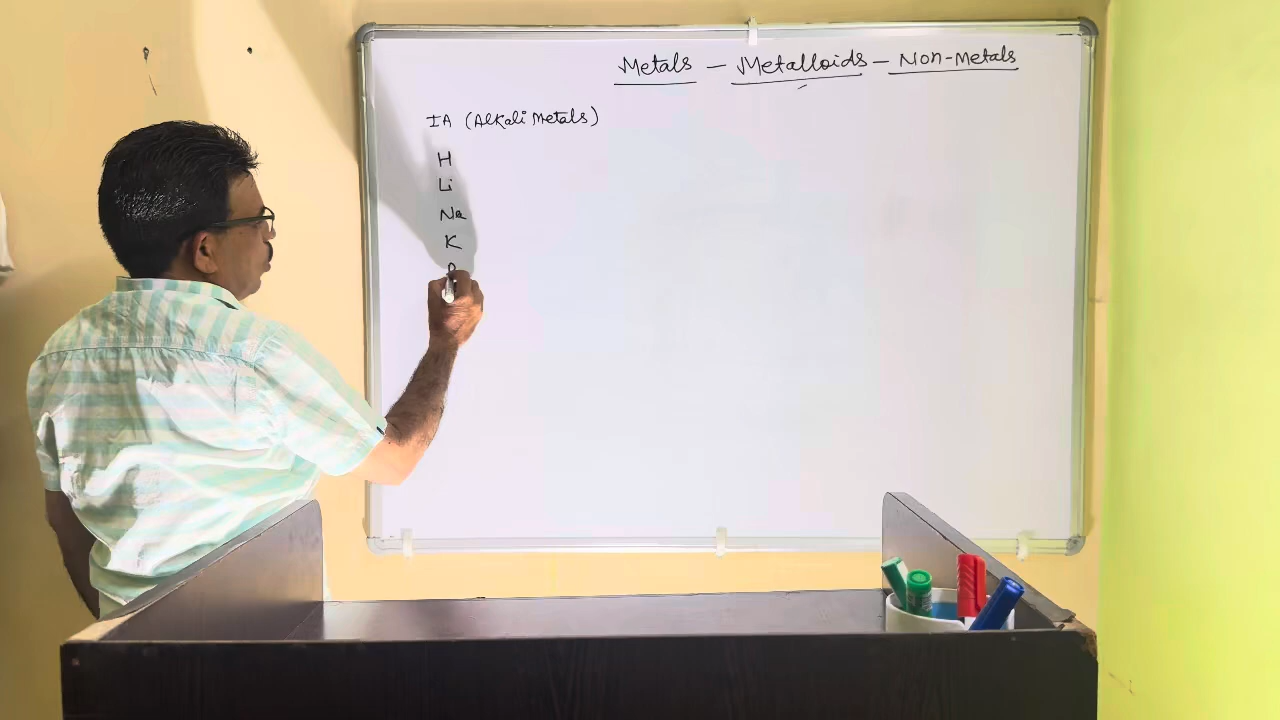 Metals – Metalloids – Non-Metals
IA (Alkali Metals)
H
Li
Na
K